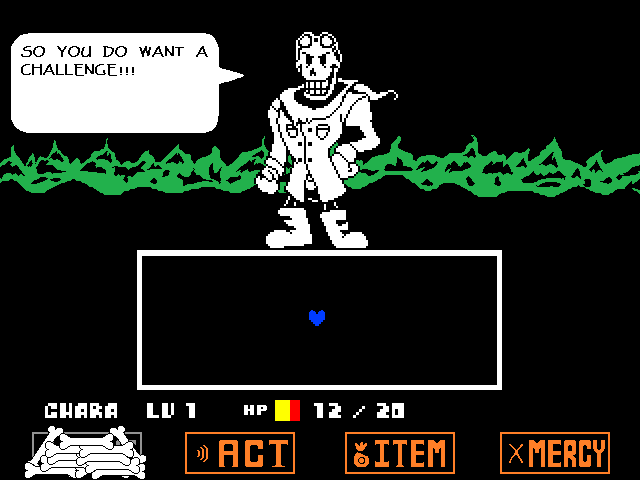 SO YOU DO WANT A
CHALLENGE!!!
CHARA LV 1 HP 12 / 20
ACT ITEM MERCY